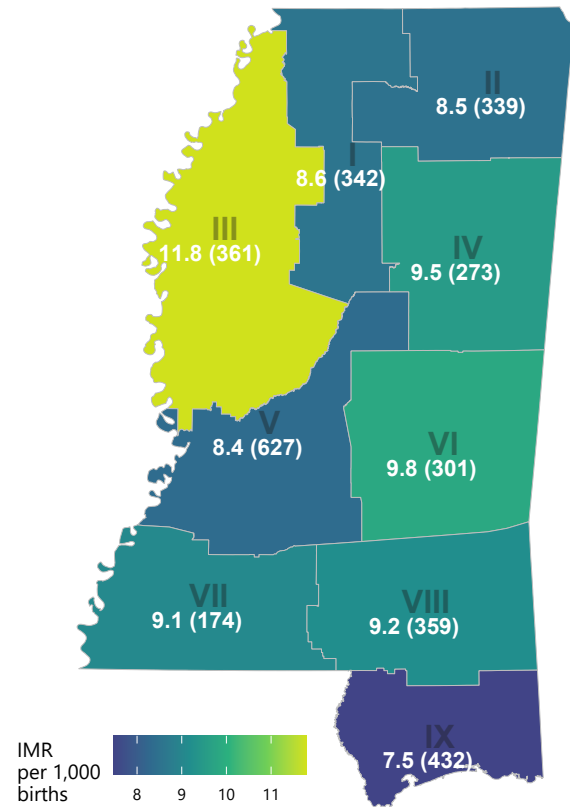 II
8.5 (339)
I
8.6 (342)
III
11.8 (361)
IV
9.5 (273)
V
8.4 (627)
VI
9.8 (301)
VII
9.1 (174)
VIII
9.2 (359)
IX
7.5 (432)
IMR
per 1,000
births
8 9 10 11